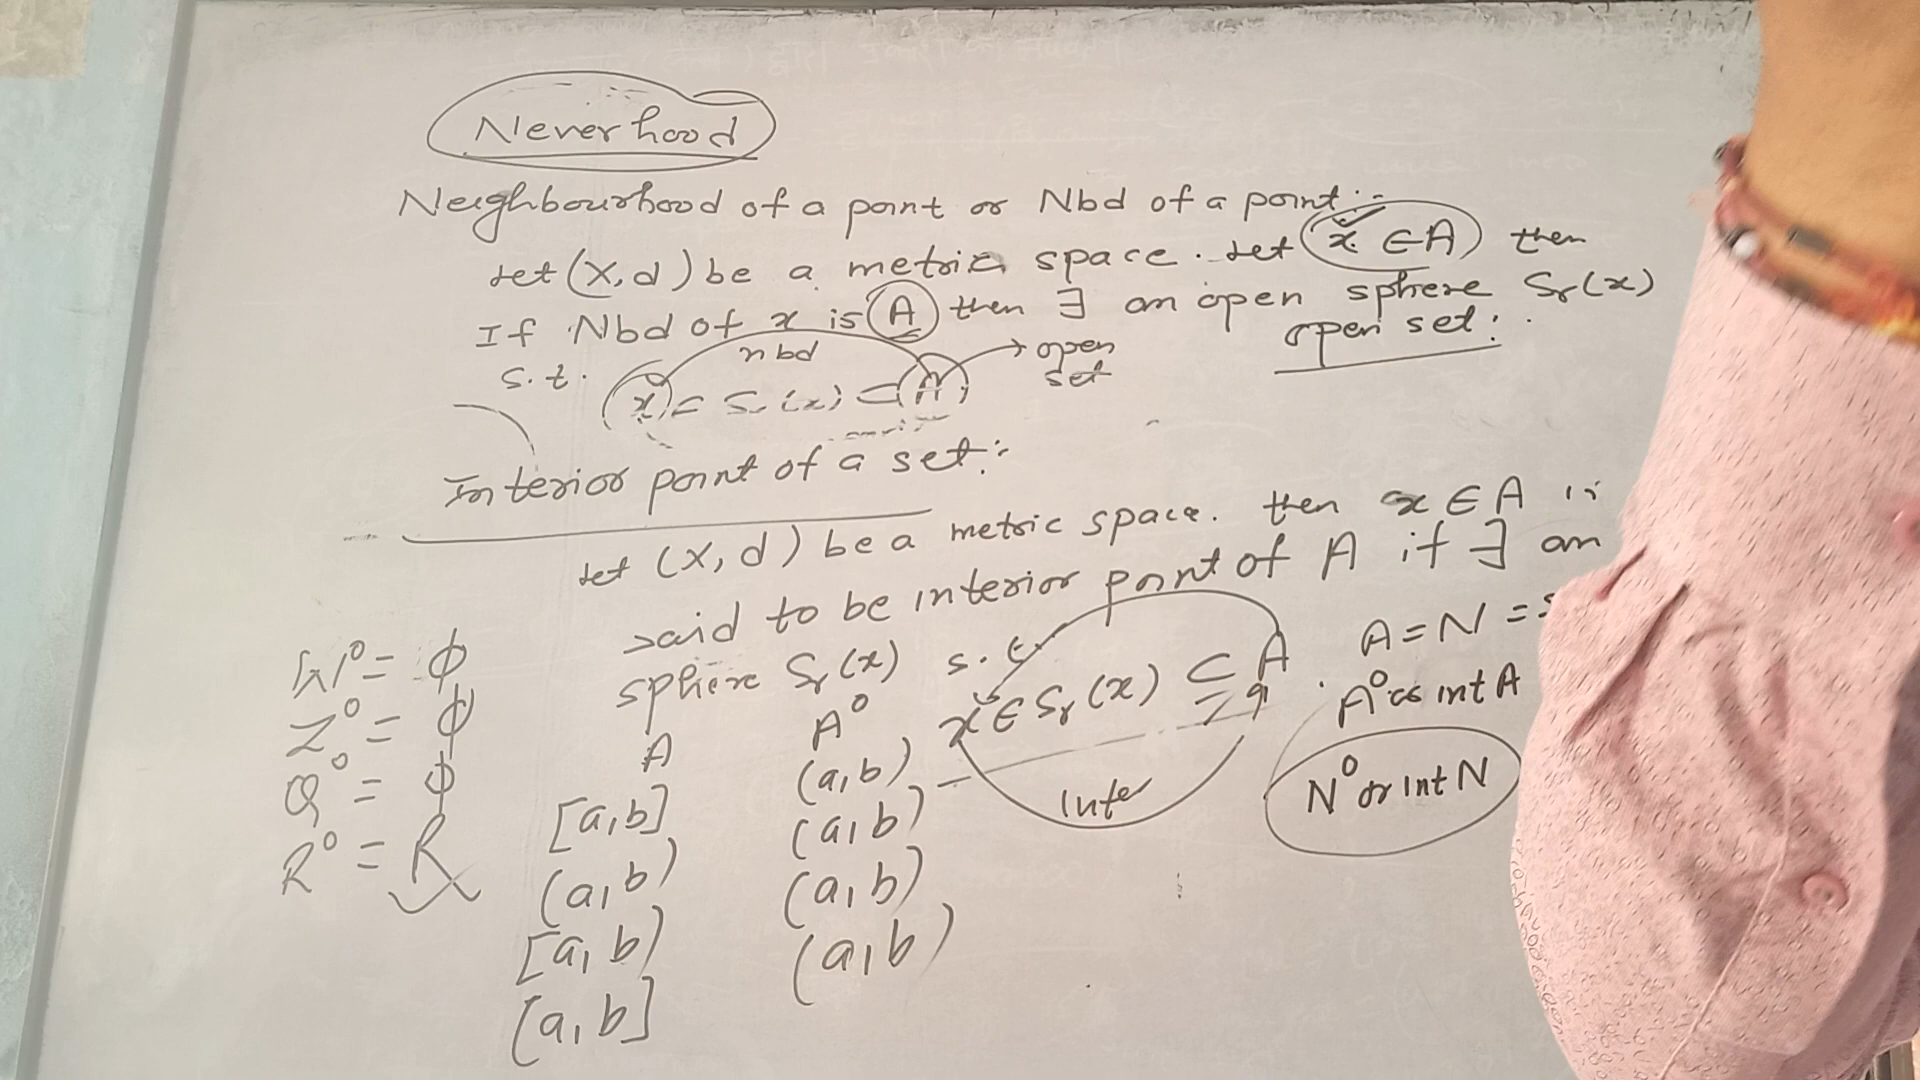 Neverhood
Neighbourhood of a point or Nbd of a point :-
Let (X, d) be a metric space. Let x ∈ A then
If Nbd of x is A then ∃ an open sphere Sr(x)
open set.
s.t. x ⊂ Sr(x) ⊂ A
nbd
open set
Interior point of a set :-
Let (X, d) be a metric space. then x ∈ A is
said to be interior point of A if ∃ an
sphere Sr(x) s.t.
x ∈ Sr(x) ⊆ A
Inter
A = N =
A° or int A
N° or int N
W° = ϕ
Z° = ϕ
Q° = ϕ
R° = R
A A°
[a,b] (a,b)
(a,b) (a,b)
[a,b) (a,b)
[a,b] (a,b)